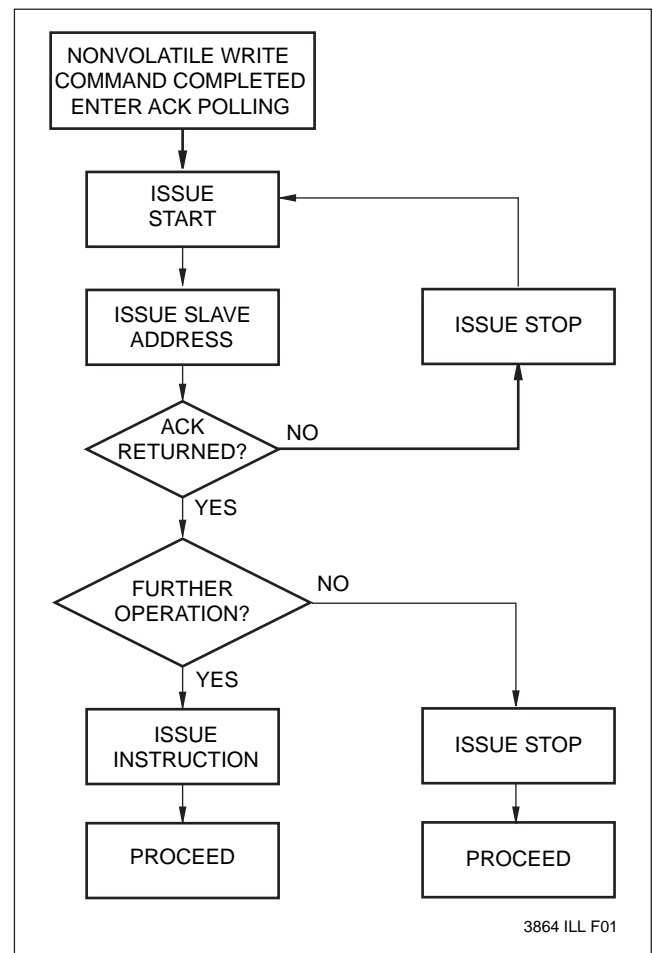 NONVOLATILE WRITE
COMMAND COMPLETED
ENTER ACK POLLING
ISSUE
START
ISSUE SLAVE
ADDRESS
ISSUE STOP
ACK
RETURNED?
NO
YES
FURTHER
OPERATION?
NO
YES
ISSUE
INSTRUCTION
ISSUE STOP
PROCEED
PROCEED
3864 ILL F01